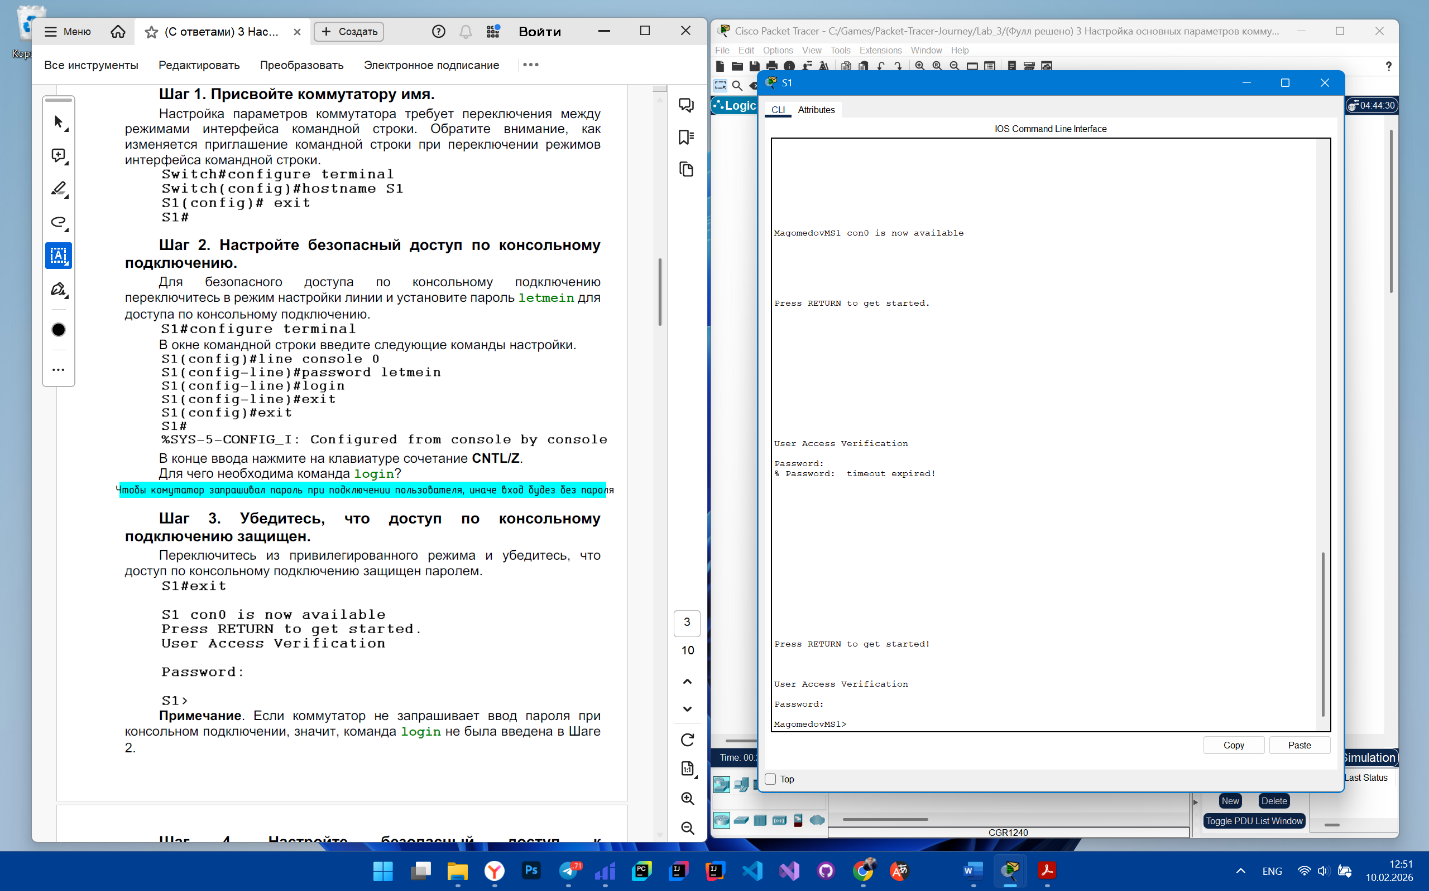 Меню
(С ответами) 3 Нас...
Создать
Войти
Все инструменты
Редактировать
Преобразовать
Электронное подписание
Шаг 1. Присвойте коммутатору имя.
Настройка параметров коммутатора требует переключения между
режимами интерфейса командной строки. Обратите внимание, как
изменяется приглашение командной строки при переключении режимов
интерфейса командной строки.
Switch#configure terminal
Switch(config)#hostname S1
S1(config)# exit
S1#
Шаг 2. Настройте безопасный доступ по консольному
подключению.
Для безопасного доступа по консольному подключению
переключитесь в режим настройки линии и установите пароль letmein для
доступа по консольному подключению.
S1#configure terminal
В окне командной строки введите следующие команды настройки.
S1(config)#line console 0
S1(config-line)#password letmein
S1(config-line)#login
S1(config-line)#exit
S1(config)#exit
S1#
%SYS-5-CONFIG_I: Configured from console by console
В конце ввода нажмите на клавиатуре сочетание CNTL/Z.
Для чего необходима команда login?
Чтобы комутатор запрашивал пароль при подключении пользователя, иначе вход будез без пароля
Шаг 3. Убедитесь, что доступ по консольному
подключению защищен.
Переключитесь из привилегированного режима и убедитесь, что
доступ по консольному подключению защищен паролем.
S1#exit
S1 con0 is now available
Press RETURN to get started.
User Access Verification
Password:
S1>
Примечание. Если коммутатор не запрашивает ввод пароля при
консольном подключении, значит, команда login не была введена в Шаге
2.
Шаг 4. Настройте безопасный доступ к
3
10
Cisco Packet Tracer - C:/Games/Packet-Tracer-Journey/Lab_3/(Фулл решено) 3 Настройка основных параметров комму...
File Edit Options View Tools Extensions Window Help
Logic
04:44:30
S1
CLI
Attributes
IOS Command Line Interface
MagomedovMS1 con0 is now available
Press RETURN to get started.
User Access Verification
Password:
% Password:  timeout expired!
Press RETURN to get started!
User Access Verification
Password:
MagomedovMS1>
Copy
Paste
Top
Time: 00:
Simulation
Last Status
New
Delete
Toggle PDU List Window
CGR1240
71
ENG
12:51
10.02.2026